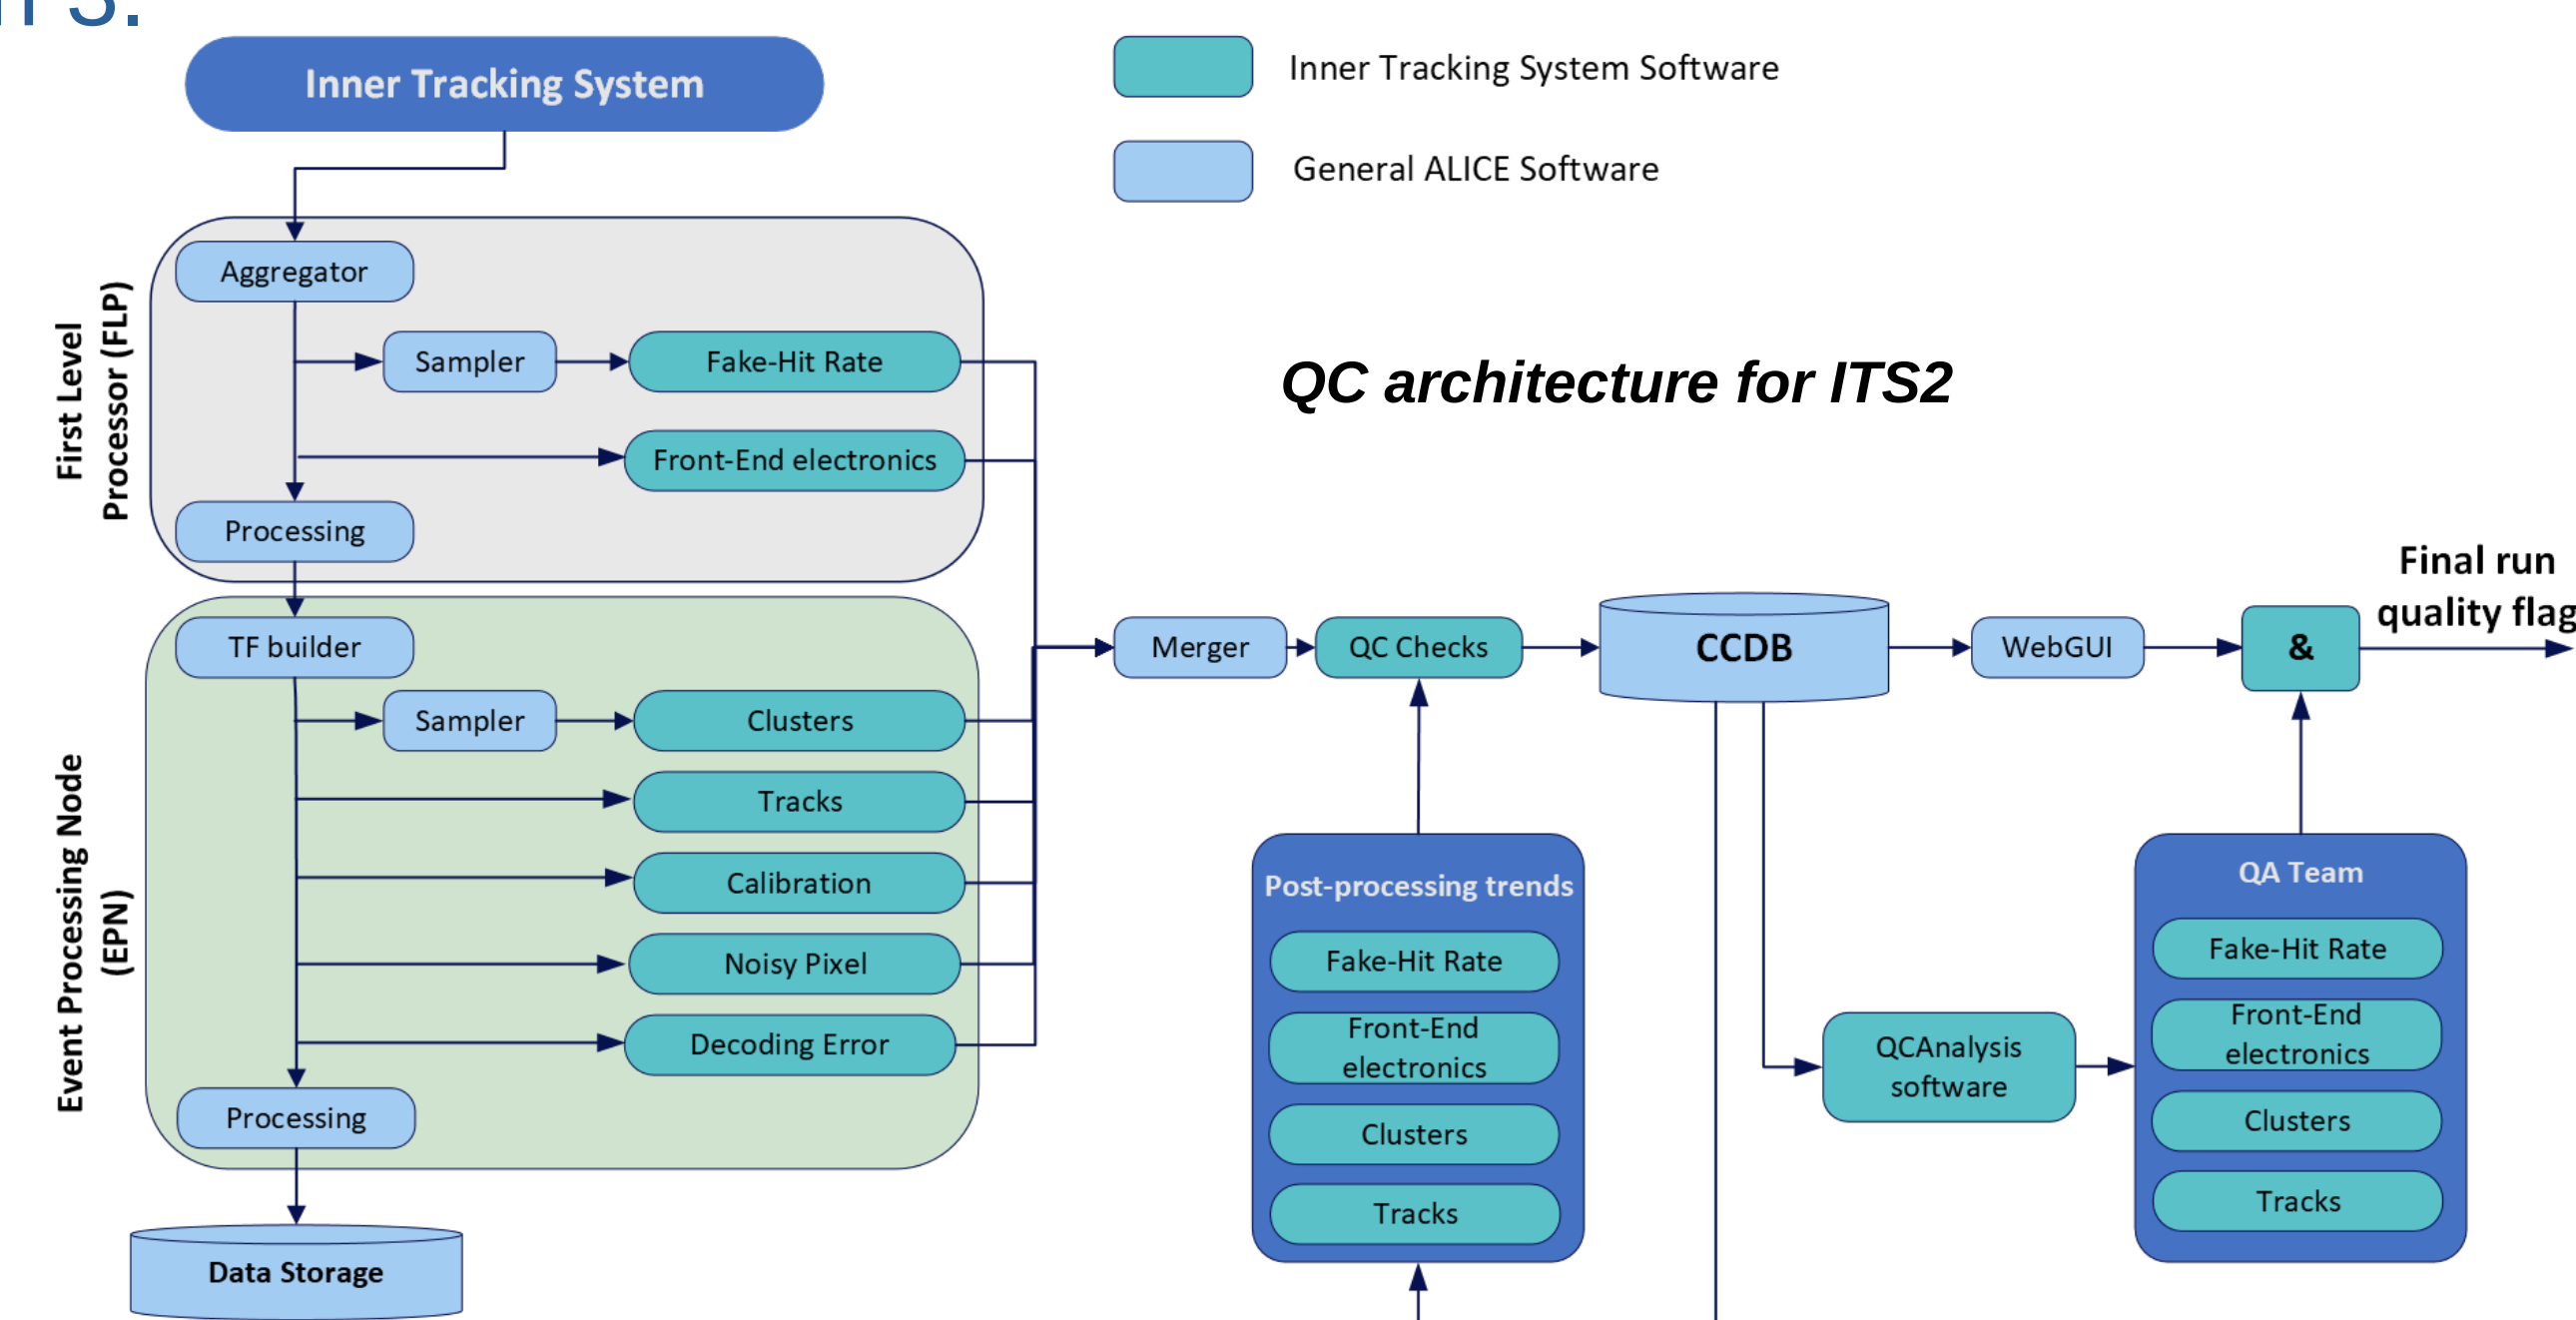 ITS.
Inner Tracking System
Inner Tracking System Software
General ALICE Software
First Level
Processor (FLP)
Aggregator
Sampler
Fake-Hit Rate
Front-End electronics
Processing
QC architecture for ITS2
Event Processing Node
(EPN)
TF builder
Sampler
Clusters
Tracks
Calibration
Noisy Pixel
Decoding Error
Processing
Data Storage
Merger
QC Checks
CCDB
WebGUI
&
Final run
quality flag
Post-processing trends
Fake-Hit Rate
Front-End
electronics
Clusters
Tracks
QCAnalysis
software
QA Team
Fake-Hit Rate
Front-End
electronics
Clusters
Tracks